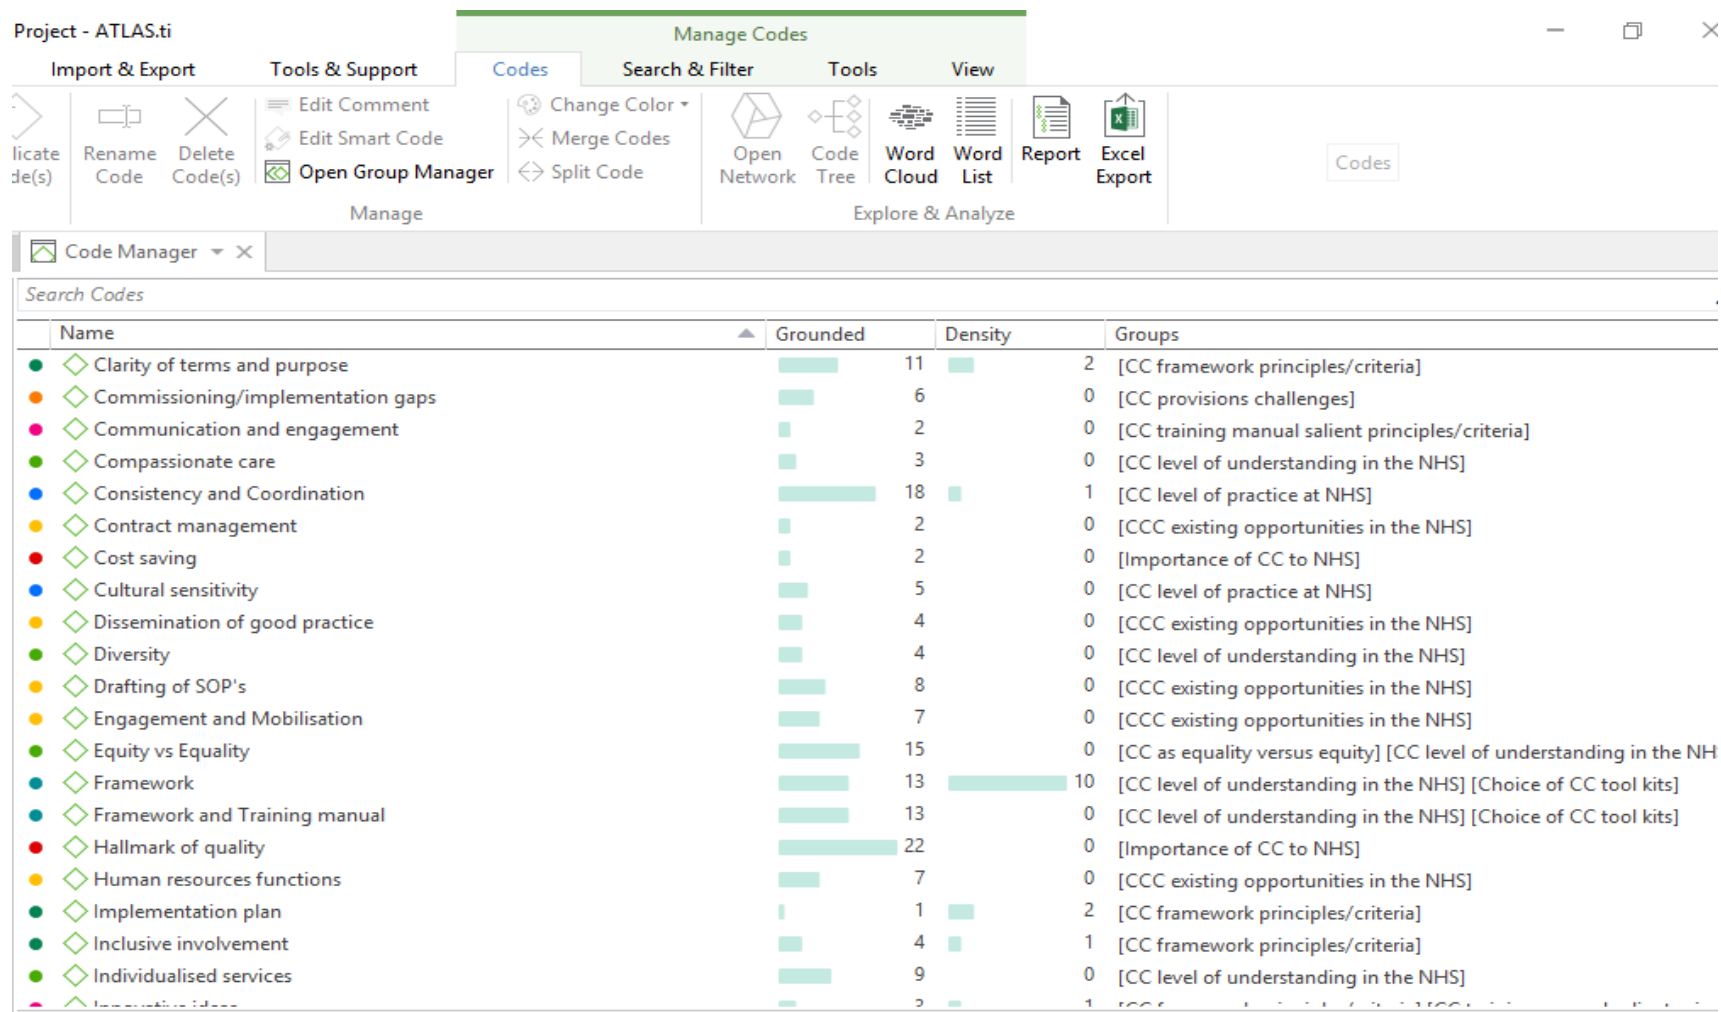 Project - ATLAS.ti
Manage Codes
Import & Export Tools & Support Codes Search & Filter Tools View
licate de(s)
Rename Code
Delete Code(s)
Edit Comment
Edit Smart Code
Open Group Manager
Change Color
Merge Codes
Split Code
Open Network
Code Tree
Word Cloud
Word List
Report
Excel Export
Codes
Manage
Explore & Analyze
Code Manager
Search Codes
Name Grounded Density Groups
Clarity of terms and purpose 11 2 [CC framework principles/criteria]
Commissioning/implementation gaps 6 0 [CC provisions challenges]
Communication and engagement 2 0 [CC training manual salient principles/criteria]
Compassionate care 3 0 [CC level of understanding in the NHS]
Consistency and Coordination 18 1 [CC level of practice at NHS]
Contract management 2 0 [CCC existing opportunities in the NHS]
Cost saving 2 0 [Importance of CC to NHS]
Cultural sensitivity 5 0 [CC level of practice at NHS]
Dissemination of good practice 4 0 [CCC existing opportunities in the NHS]
Diversity 4 0 [CC level of understanding in the NHS]
Drafting of SOP's 8 0 [CCC existing opportunities in the NHS]
Engagement and Mobilisation 7 0 [CCC existing opportunities in the NHS]
Equity vs Equality 15 0 [CC as equality versus equity] [CC level of understanding in the NH
Framework 13 10 [CC level of understanding in the NHS] [Choice of CC tool kits]
Framework and Training manual 13 0 [CC level of understanding in the NHS] [Choice of CC tool kits]
Hallmark of quality 22 0 [Importance of CC to NHS]
Human resources functions 7 0 [CCC existing opportunities in the NHS]
Implementation plan 1 2 [CC framework principles/criteria]
Inclusive involvement 4 1 [CC framework principles/criteria]
Individualised services 9 0 [CC level of understanding in the NHS]